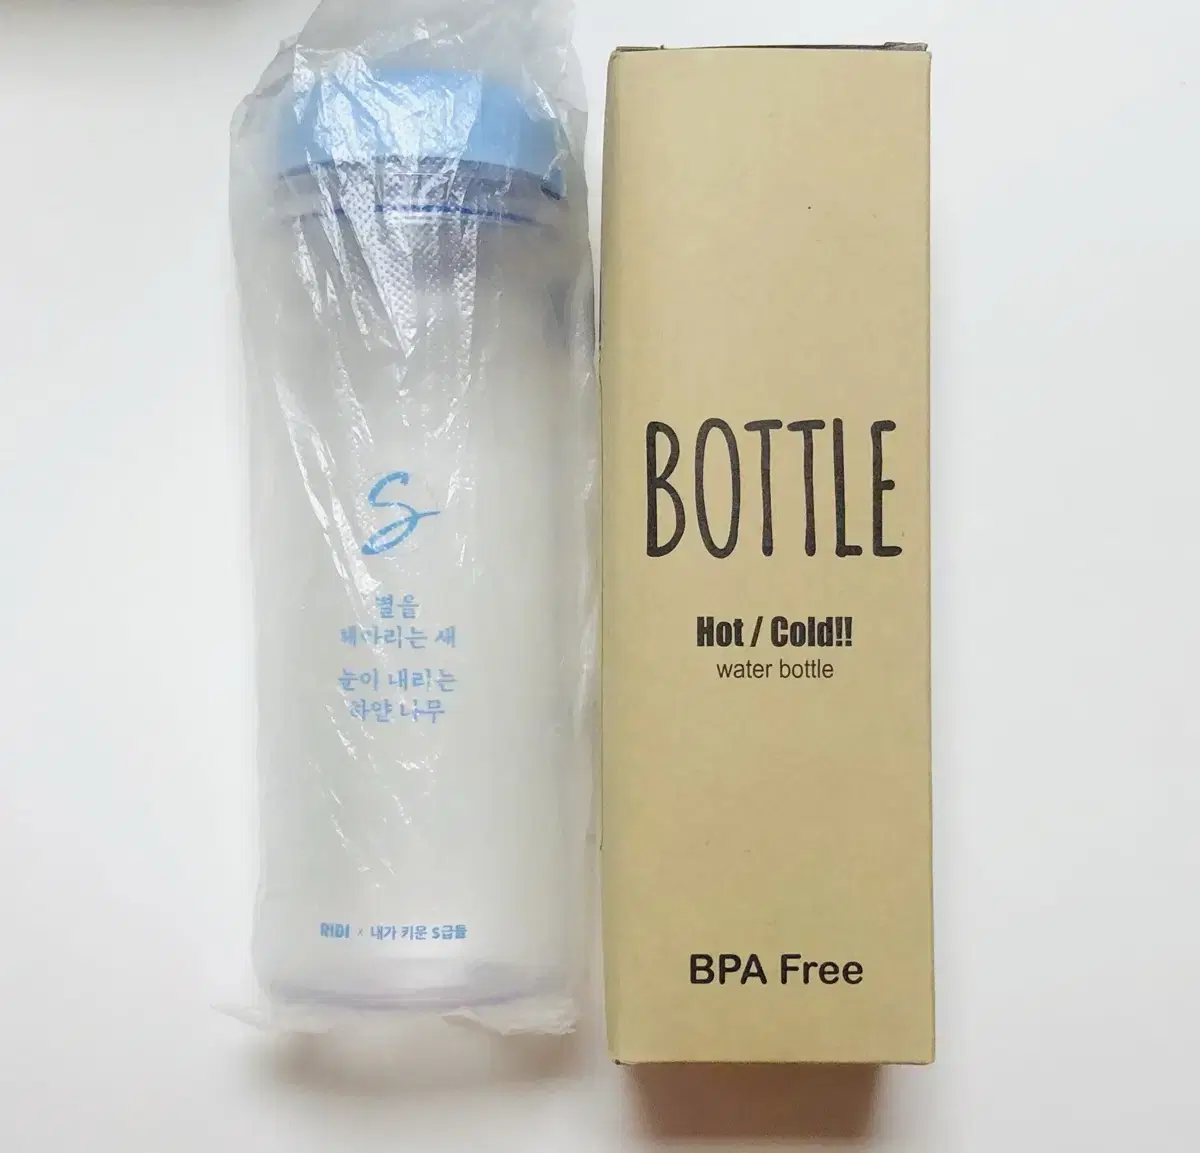 S
별을
헤아리는 새
눈이 내리는
하얀 나무
RIDI × 내가 키운 S급들
BOTTLE
Hot / Cold!!
water bottle
BPA Free